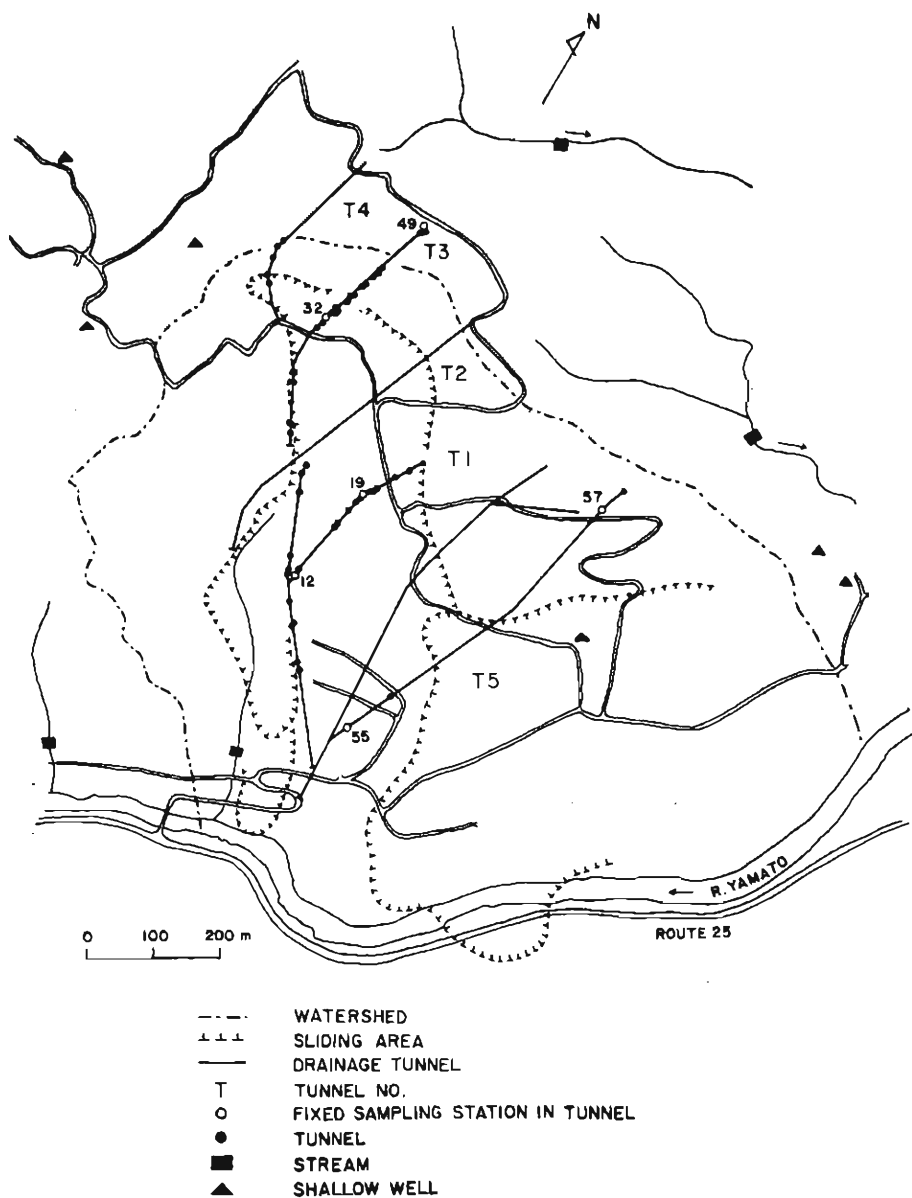 N
T4
49
T3
32
T2
T1
19
57
12
T5
55
R. YAMATO
0 100 200 m
ROUTE 25
WATERSHED
SLIDING AREA
DRAINAGE TUNNEL
T TUNNEL NO.
FIXED SAMPLING STATION IN TUNNEL
TUNNEL
STREAM
SHALLOW WELL